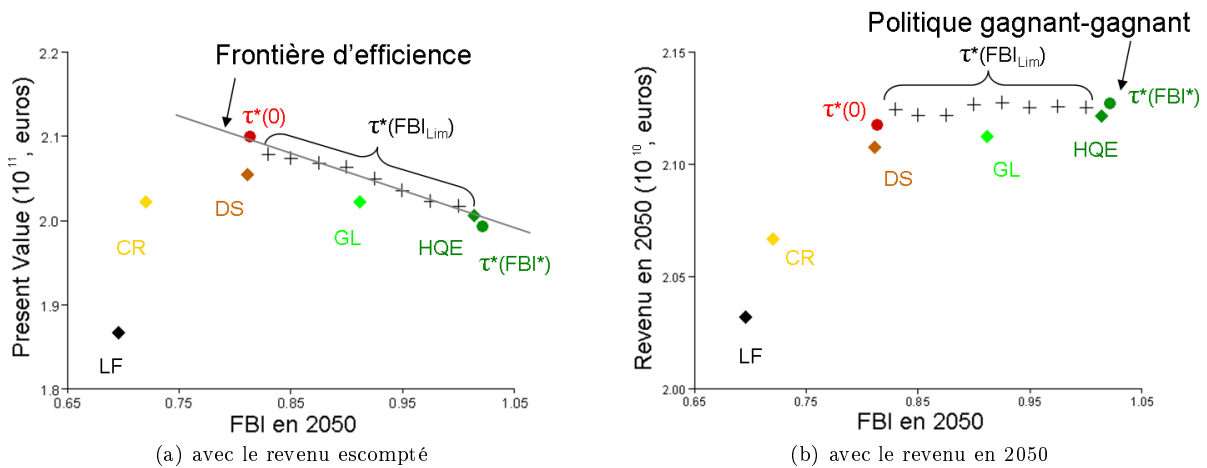 Frontière d'efficience
Present Value (10¹¹, euros)
2.2
2.1
2.0
1.9
1.8
τ*(0)
τ*(FBI_Lim)
DS
CR
GL
HQE
τ*(FBI*)
LF
0.65
0.75
0.85
0.95
1.05
FBI en 2050
(a) avec le revenu escompté
Politique gagnant-gagnant
Revenu en 2050 (10¹⁰, euros)
2.15
2.10
2.05
2.00
τ*(FBI_Lim)
τ*(0)
τ*(FBI*)
DS
GL
HQE
CR
LF
0.65
0.75
0.85
0.95
1.05
FBI en 2050
(b) avec le revenu en 2050